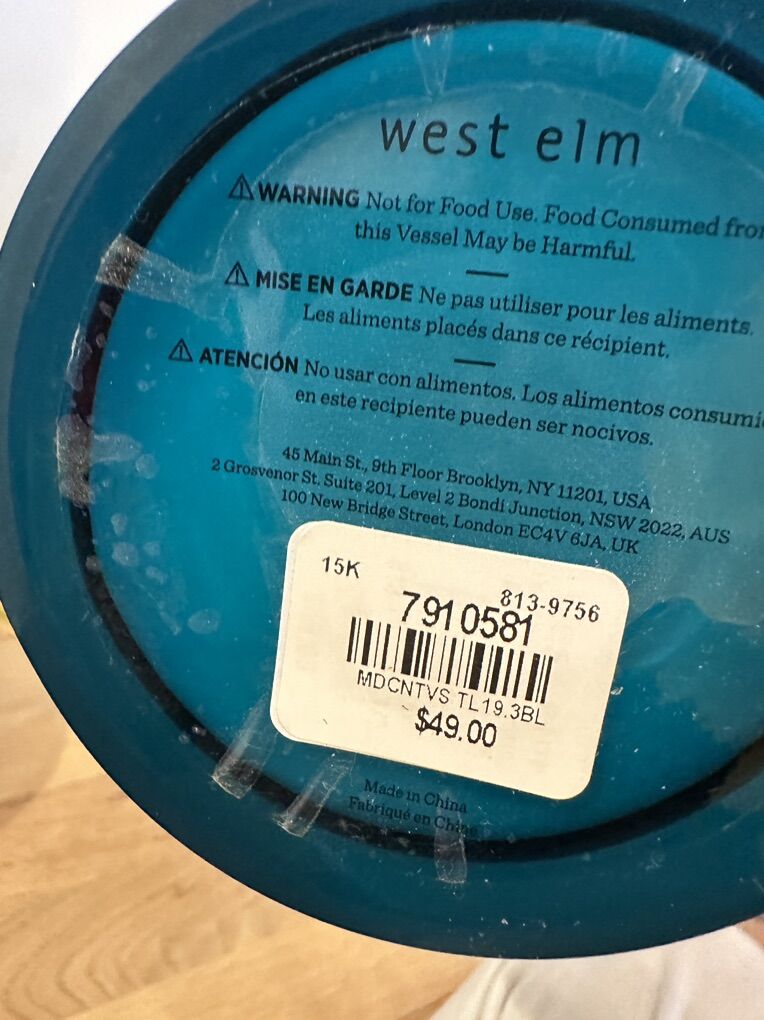 west elm
⚠ WARNING Not for Food Use. Food Consumed
this Vessel May be Harmful.
⚠ MISE EN GARDE Ne pas utiliser pour les aliments.
Les aliments placés dans ce récipient.
⚠ ATENCIÓN No usar con alimentos. Los alimentos
en este recipiente pueden ser nocivos.
45 Main St., 9th Floor Brooklyn, NY 11201, USA
2 Grosvenor St. Suite 201, Level 2 Bondi Junction, NSW 2022, AUS
100 New Bridge Street, London EC4V 6JA, UK
15K
813-9756
7910581
MDCNTVS TL19.3BL
$49.00
Made in China
Fabriqué en Chine